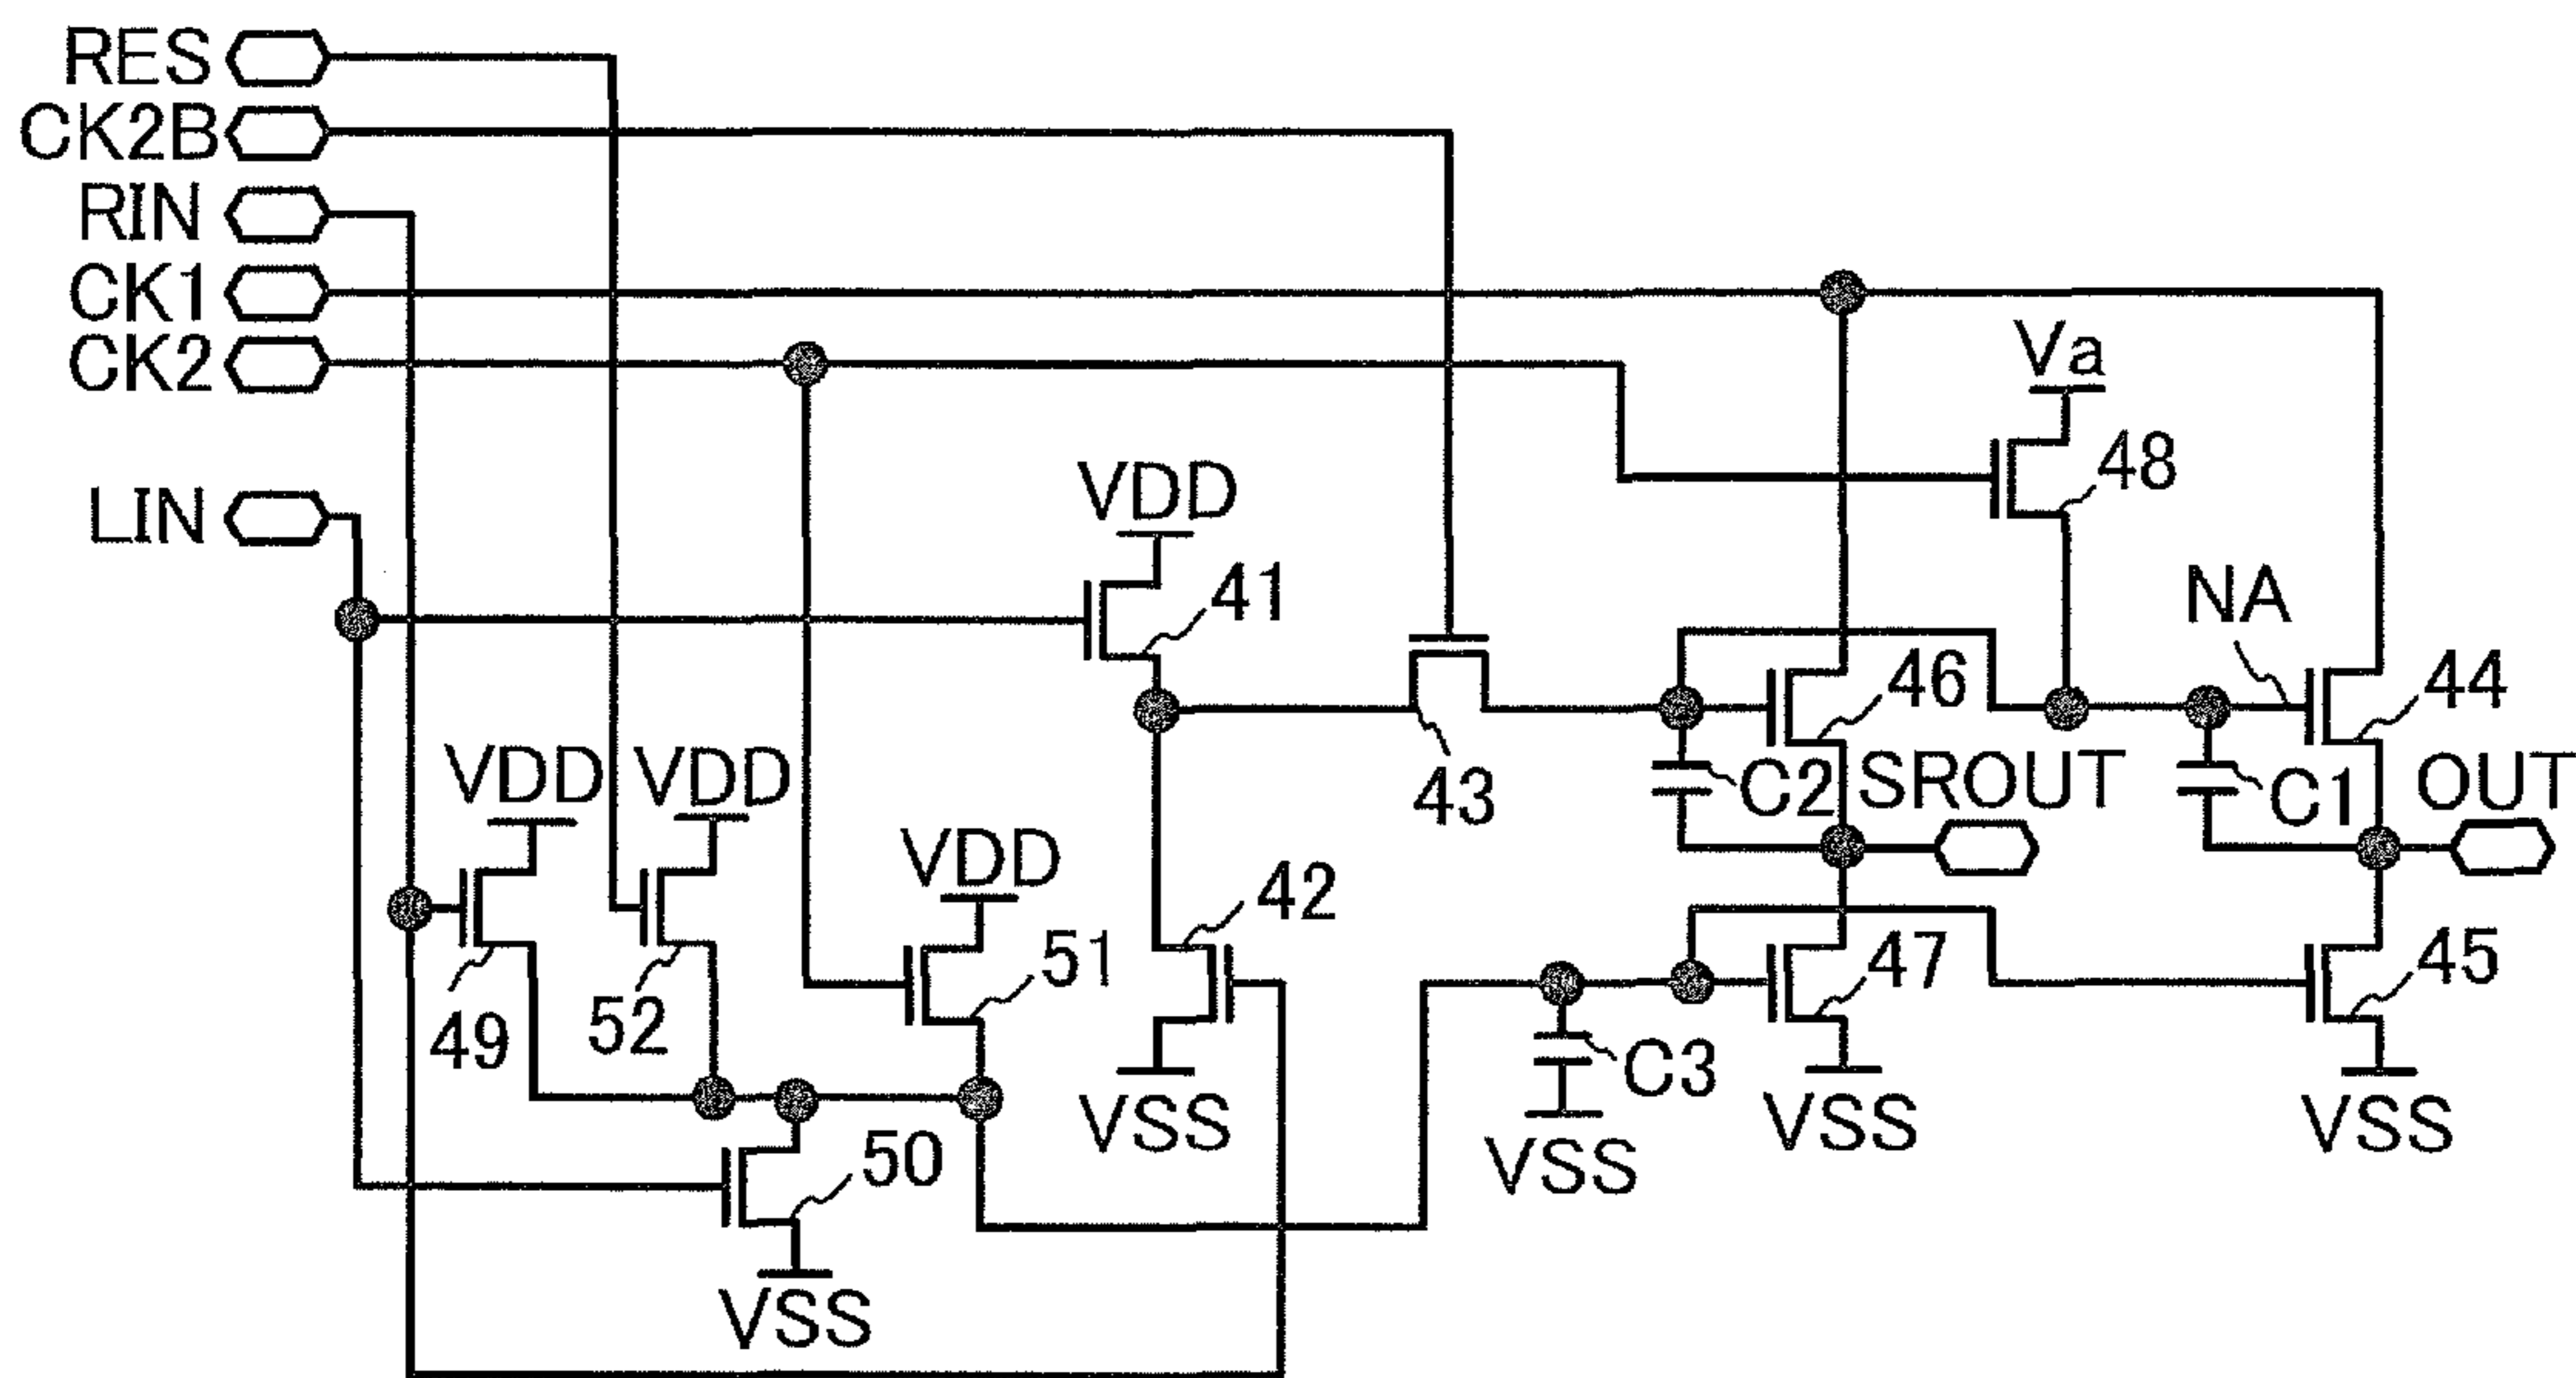 RES
CK2B
RIN
CK1
CK2
Va
48
VDD
LIN
41
NA
46
44
VDD
VDD
43
C2
SROUT
C1
OUT
VDD
42
51
47
45
49
52
C3
VSS
VSS
VSS
VSS
50
VSS